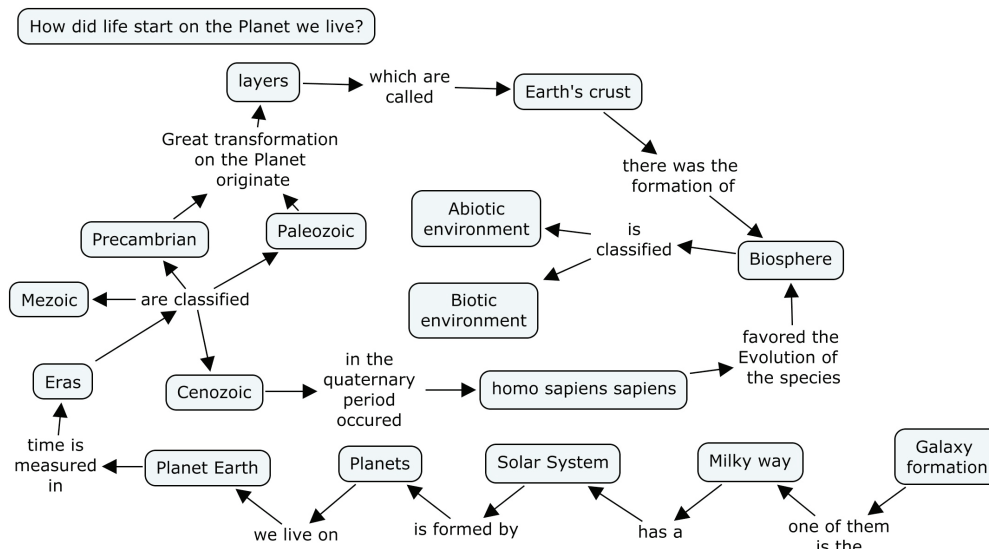 How did life start on the Planet we live?
layers
which are
called
Earth's crust
Great transformation
on the Planet
originate
there was the
formation of
Precambrian
Paleozoic
Abiotic
environment
is
classified
Biosphere
Mezoic
are classified
Biotic
environment
favored the
Evolution of
the species
Eras
Cenozoic
in the
quaternary
period
occured
homo sapiens sapiens
time is
measured
in
Planet Earth
Planets
Solar System
Milky way
Galaxy
formation
we live on
is formed by
has a
one of them
is the